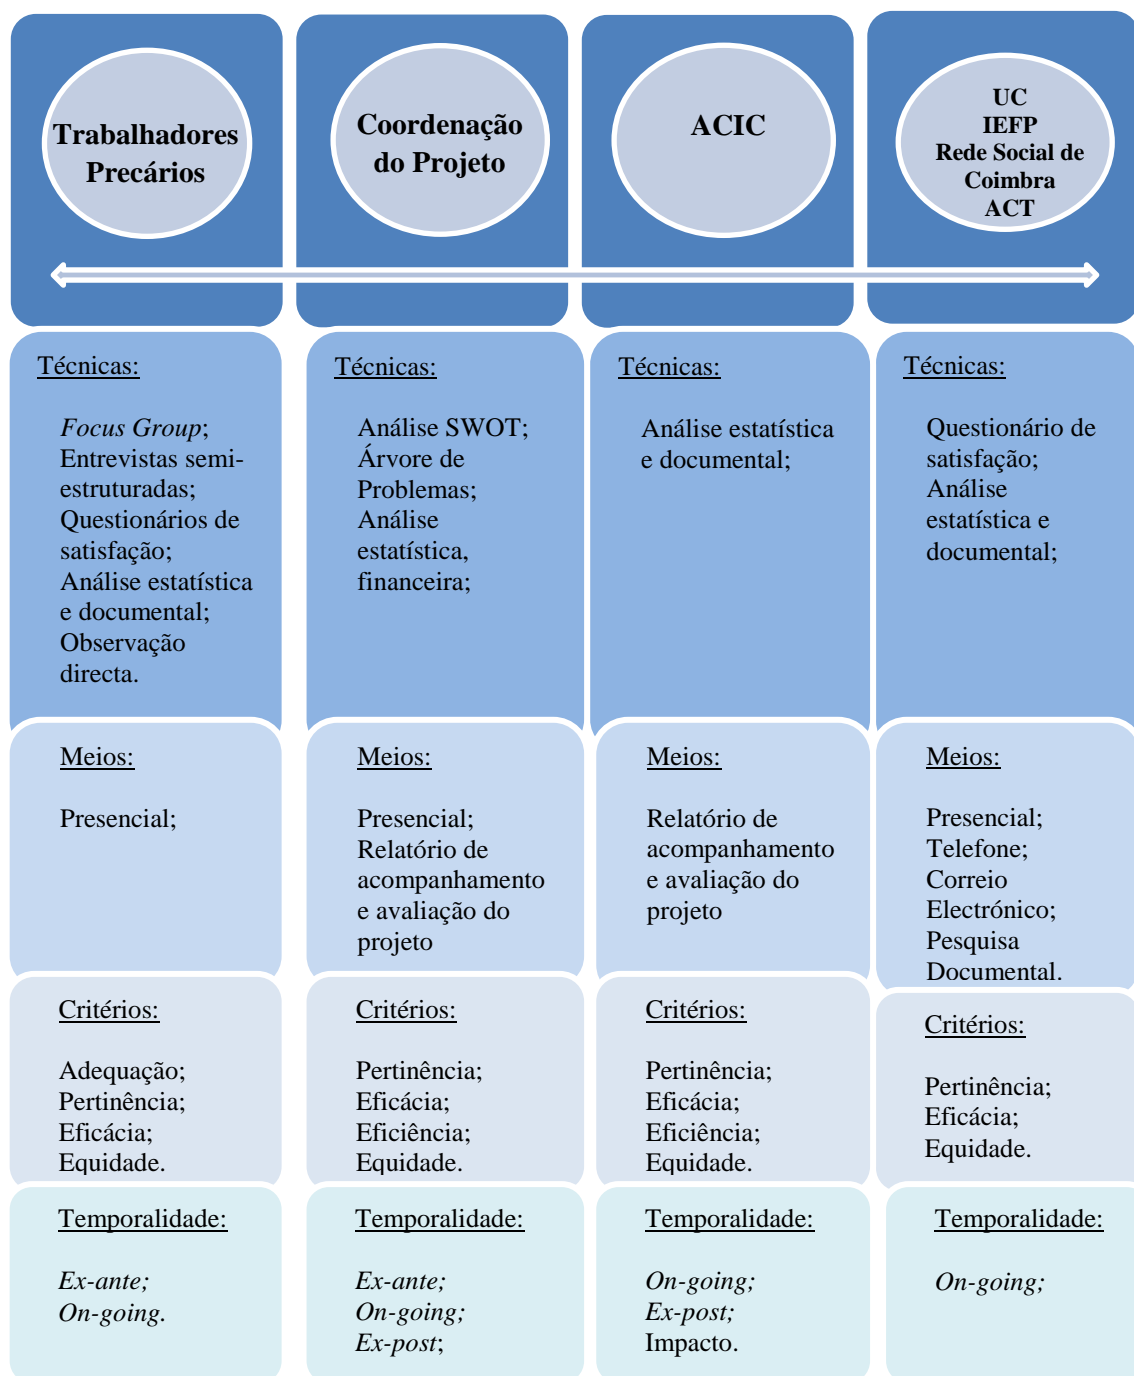 Trabalhadores
Precários
Coordenação
do Projeto
ACIC
UC
IEFP
Rede Social de
Coimbra
ACT
Técnicas:
Focus Group;
Entrevistas semi-
estruturadas;
Questionários de
satisfação;
Análise estatística
e documental;
Observação
directa.
Técnicas:
Análise SWOT;
Árvore de
Problemas;
Análise
estatística,
financeira;
Técnicas:
Análise estatística
e documental;
Técnicas:
Questionário de
satisfação;
Análise
estatística e
documental;
Meios:
Presencial;
Meios:
Presencial;
Relatório de
acompanhamento
e avaliação do
projeto
Meios:
Relatório de
acompanhamento
e avaliação do
projeto
Meios:
Presencial;
Telefone;
Correio
Electrónico;
Pesquisa
Documental.
Critérios:
Adequação;
Pertinência;
Eficácia;
Equidade.
Critérios:
Pertinência;
Eficácia;
Eficiência;
Equidade.
Critérios:
Pertinência;
Eficácia;
Eficiência;
Equidade.
Critérios:
Pertinência;
Eficácia;
Equidade.
Temporalidade:
Ex-ante;
On-going.
Temporalidade:
Ex-ante;
On-going;
Ex-post;
Temporalidade:
On-going;
Ex-post;
Impacto.
Temporalidade:
On-going;